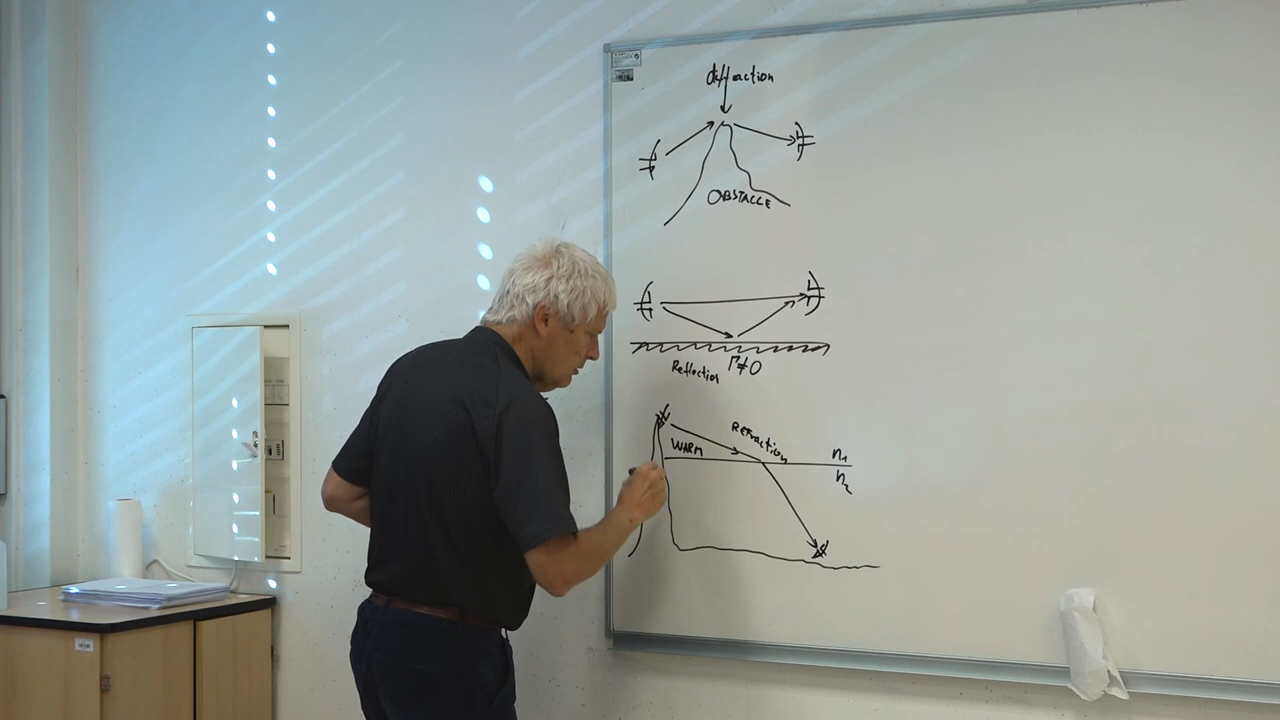 diffraction
OBSTACLE
Reflection Γ≠0
WARM
REFRACTION
n₁
n₂